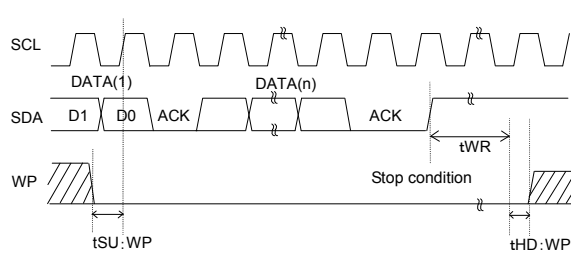 SCL
DATA(1) DATA(n)
SDA D1 D0 ACK ACK
tWR
WP Stop condition
tSU:WP tHD:WP